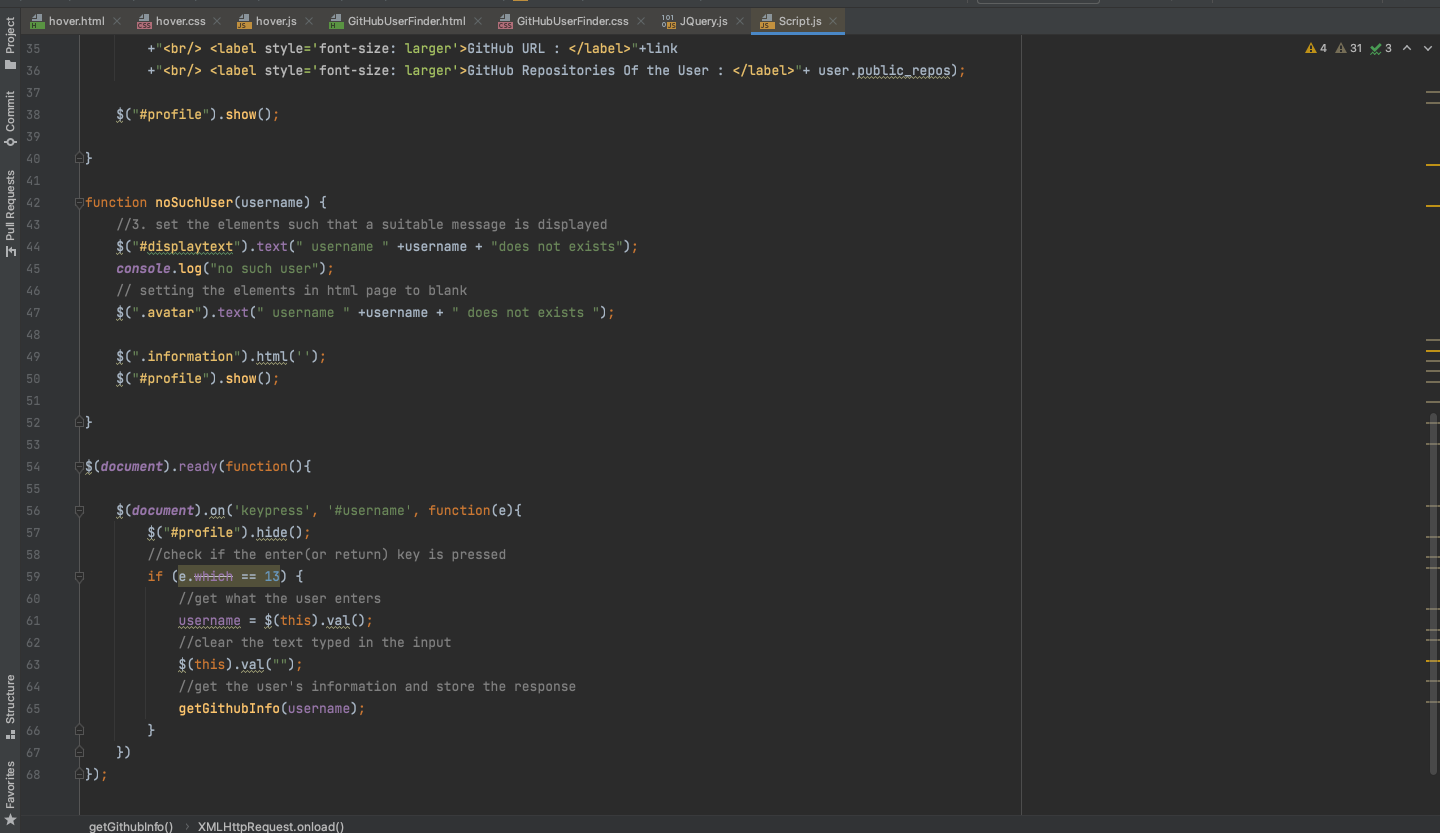 hover.html hover.css hover.js GitHubUserFinder.html GitHubUserFinder.css JQuery.js Script.js
Project
Commit
Pull Requests
Structure
Favorites
4 31 3
35 +"<br/> <label style='font-size: larger'>GitHub URL : </label>"+link
36 +"<br/> <label style='font-size: larger'>GitHub Repositories Of the User : </label>"+ user.public_repos);
37
38 $("#profile").show();
39
40 }
41
42 function noSuchUser(username) {
43 //3. set the elements such that a suitable message is displayed
44 $("#displaytext").text(" username " +username + "does not exists");
45 console.log("no such user");
46 // setting the elements in html page to blank
47 $(".avatar").text(" username " +username + " does not exists ");
48
49 $(".information").html('');
50 $("#profile").show();
51
52 }
53
54 $(document).ready(function(){
55
56 $(document).on('keypress', '#username', function(e){
57 $("#profile").hide();
58 //check if the enter(or return) key is pressed
59 if (e.which == 13) {
60 //get what the user enters
61 username = $(this).val();
62 //clear the text typed in the input
63 $(this).val("");
64 //get the user's information and store the response
65 getGithubInfo(username);
66 }
67 })
68 });
getGithubInfo() › XMLHttpRequest.onload()